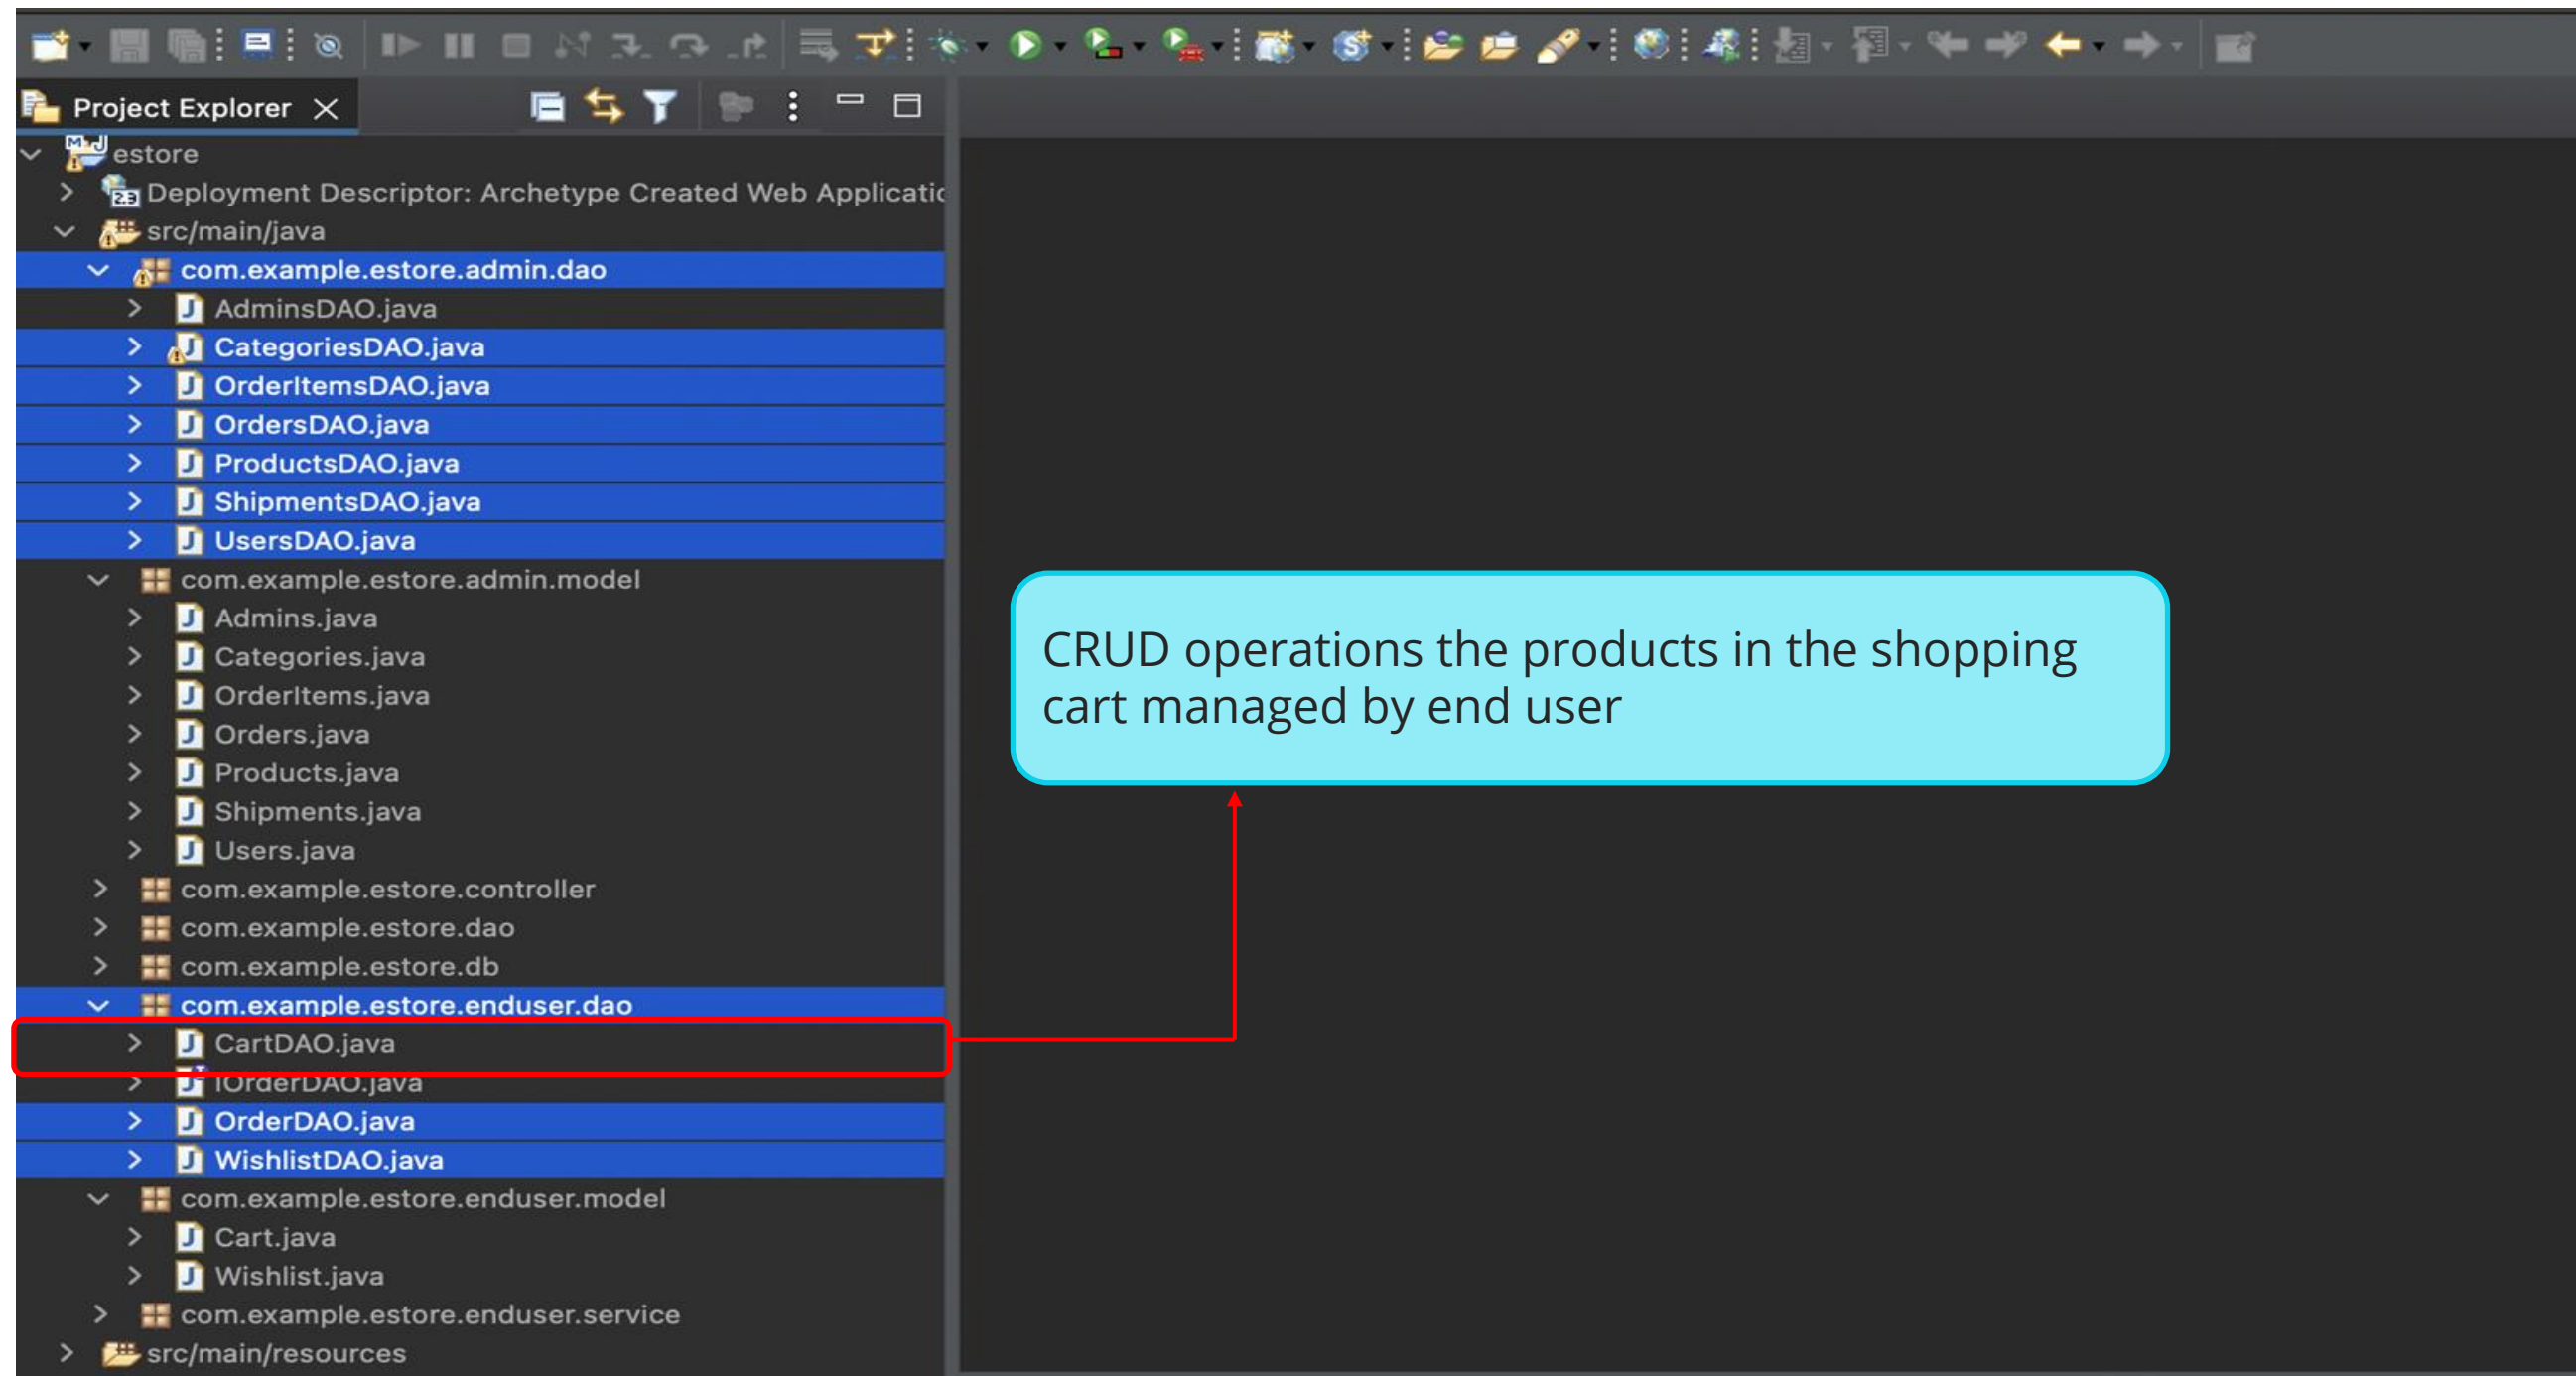 Project Explorer
estore
Deployment Descriptor: Archetype Created Web Applicatic
src/main/java
com.example.estore.admin.dao
AdminsDAO.java
CategoriesDAO.java
OrderItemsDAO.java
OrdersDAO.java
ProductsDAO.java
ShipmentsDAO.java
UsersDAO.java
com.example.estore.admin.model
Admins.java
Categories.java
OrderItems.java
Orders.java
Products.java
Shipments.java
Users.java
com.example.estore.controller
com.example.estore.dao
com.example.estore.db
com.example.estore.enduser.dao
CartDAO.java
IOrderDAO.java
OrderDAO.java
WishlistDAO.java
com.example.estore.enduser.model
Cart.java
Wishlist.java
com.example.estore.enduser.service
src/main/resources
CRUD operations the products in the shopping
cart managed by end user